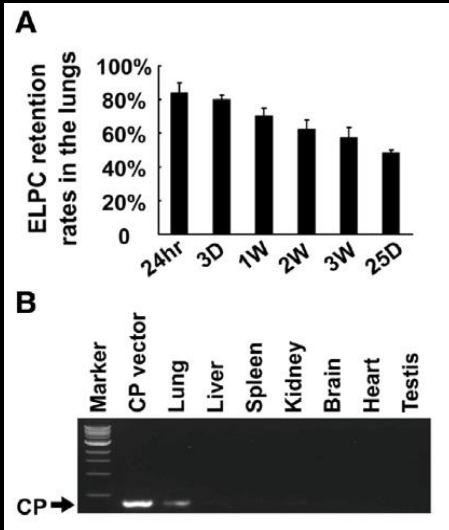 A
ELPC retention
rates in the lungs
100%
80%
60%
40%
20%
0
24hr 3D 1W 2W 3W 25D
B
Marker CP vector Lung Liver Spleen Kidney Brain Heart Testis
CP